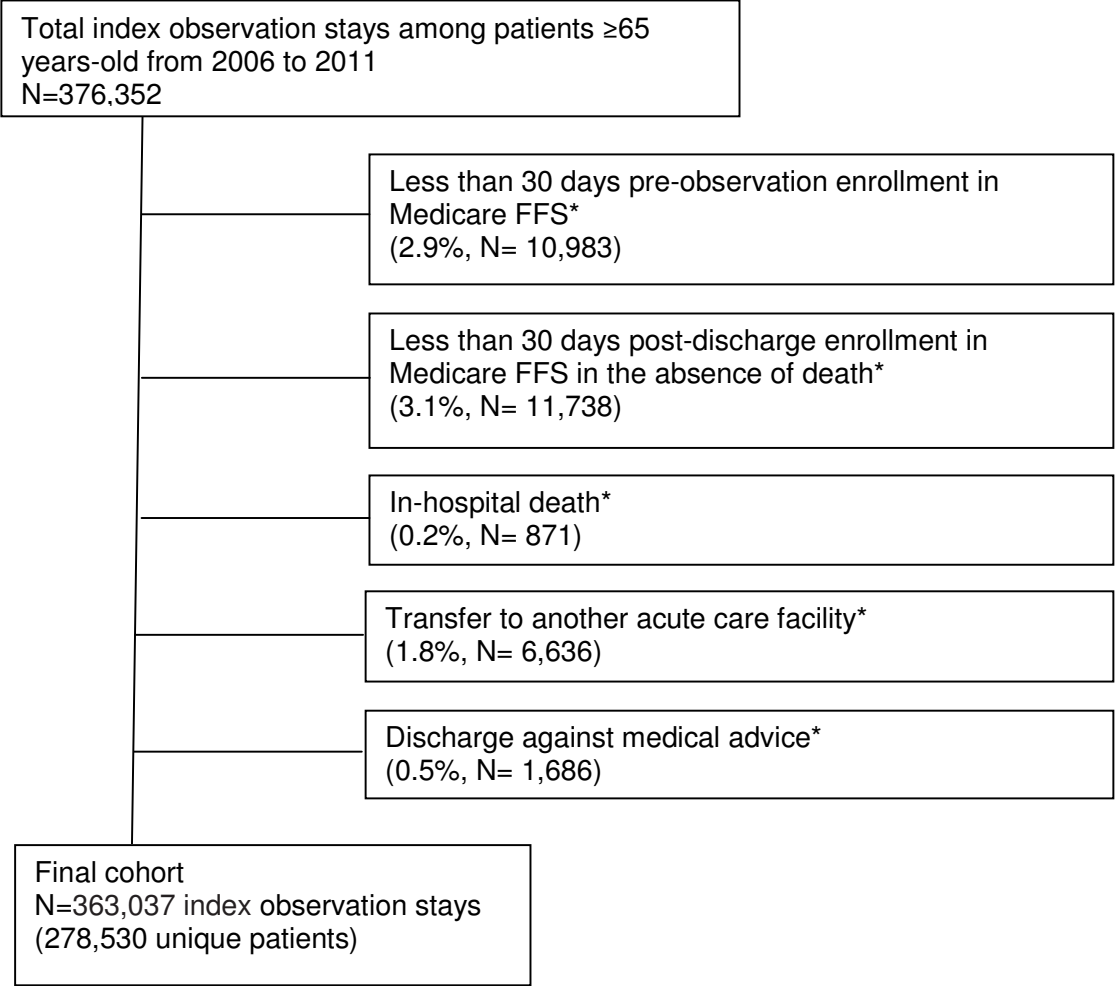 Total index observation stays among patients ≥65
years-old from 2006 to 2011
N=376,352
Less than 30 days pre-observation enrollment in
Medicare FFS*
(2.9%, N= 10,983)
Less than 30 days post-discharge enrollment in
Medicare FFS in the absence of death*
(3.1%, N= 11,738)
In-hospital death*
(0.2%, N= 871)
Transfer to another acute care facility*
(1.8%, N= 6,636)
Discharge against medical advice*
(0.5%, N= 1,686)
Final cohort
N=363,037 index observation stays
(278,530 unique patients)